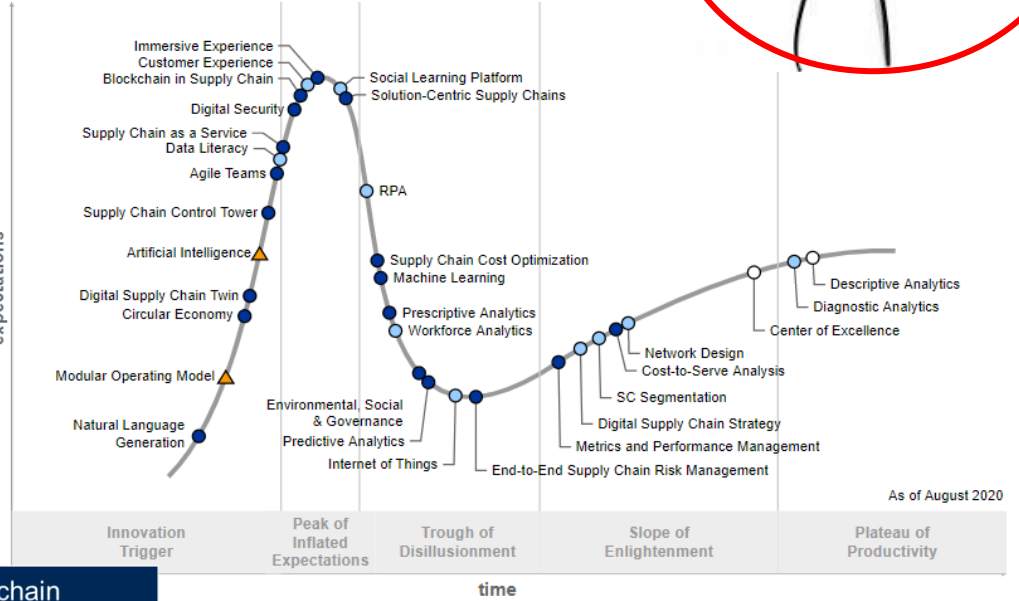 Immersive Experience
Customer Experience
Blockchain in Supply Chain
Digital Security
Supply Chain as a Service
Data Literacy
Agile Teams
Supply Chain Control Tower
Artificial Intelligence
Digital Supply Chain Twin
Circular Economy
Modular Operating Model
Natural Language
Generation
Social Learning Platform
Solution-Centric Supply Chains
RPA
Supply Chain Cost Optimization
Machine Learning
Prescriptive Analytics
Workforce Analytics
Environmental, Social
& Governance
Predictive Analytics
Internet of Things
End-to-End Supply Chain Risk Management
Metrics and Performance Management
Digital Supply Chain Strategy
SC Segmentation
Cost-to-Serve Analysis
Network Design
Center of Excellence
Diagnostic Analytics
Descriptive Analytics
As of August 2020
expectations
Innovation
Trigger
Peak of
Inflated
Expectations
Trough of
Disillusionment
Slope of
Enlightenment
Plateau of
Productivity
time
chain